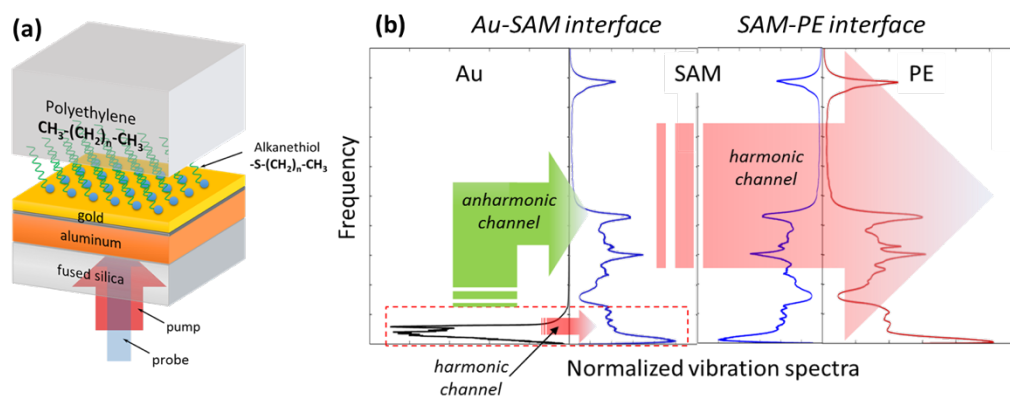 (a)
Polyethylene
CH₃-(CH₂)ₙ-CH₃
Alkanethiol
-S-(CH₂)ₙ-CH₃
gold
aluminum
fused silica
pump
probe
(b)
Au-SAM interface
SAM-PE interface
Au
SAM
PE
Frequency
anharmonic
channel
harmonic
channel
harmonic
channel
Normalized vibration spectra